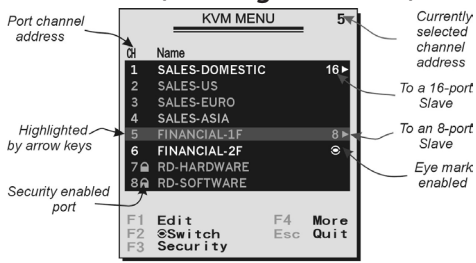 KVM MENU 5
CH Name
1 SALES-DOMESTIC 16
2 SALES-US
3 SALES-EURO
4 SALES-ASIA
5 FINANCIAL-1F 8
6 FINANCIAL-2F
7 RD-HARDWARE
8 RD-SOFTWARE
F1 Edit F4 More
F2 Switch Esc Quit
F3 Security
Port channel
address
Highlighted
by arrow keys
Security enabled
port
Currently
selected
channel
address
To a 16-port
Slave
To an 8-port
Slave
Eye mark
enabled